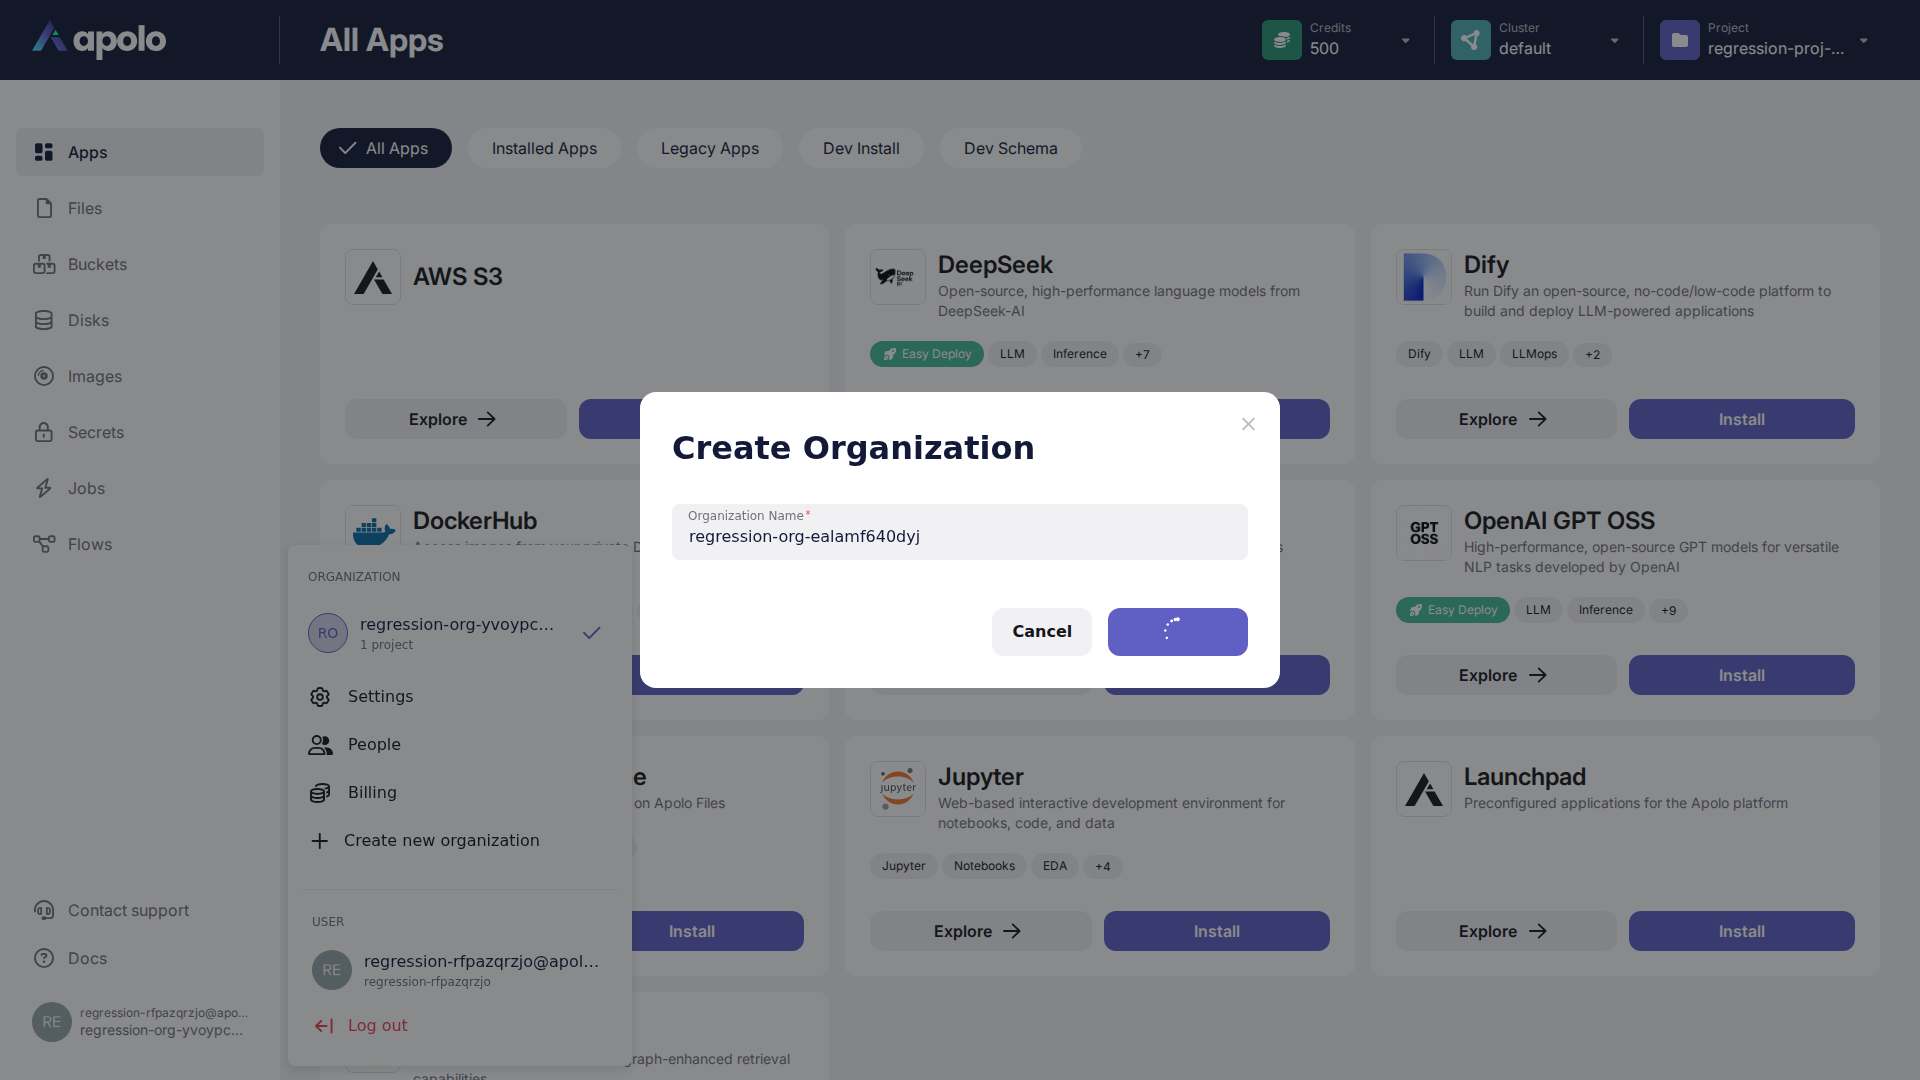 apolo
All Apps
Credits
500
Cluster
default
Project
regression-proj-...
Apps
Files
Buckets
Disks
Images
Secrets
Jobs
Flows
Contact support
Docs
RE
regression-rfpazqrzjo@apo...
regression-org-yvoypc...
All Apps
Installed Apps
Legacy Apps
Dev Install
Dev Schema
AWS S3
Explore
DeepSeek
Open-source, high-performance language models from
DeepSeek-AI
Easy Deploy
LLM
Inference
+7
Dify
Run Dify an open-source, no-code/low-code platform to
build and deploy LLM-powered applications
Dify
LLM
LLMops
+2
Explore
Install
DockerHub
OpenAI GPT OSS
GPT
OSS
High-performance, open-source GPT models for versatile
NLP tasks developed by OpenAI
Easy Deploy
LLM
Inference
+9
Explore
Install
on Apolo Files
Install
jupyter
Jupyter
Web-based interactive development environment for
notebooks, code, and data
Jupyter
Notebooks
EDA
+4
Explore
Install
Launchpad
Preconfigured applications for the Apolo platform
Explore
Install
graph-enhanced retrieval
capabilities
ORGANIZATION
RO
regression-org-yvoypc...
1 project
Settings
People
Billing
Create new organization
USER
RE
regression-rfpazqrzjo@apol...
regression-rfpazqrzjo
Log out
Create Organization
Organization Name*
regression-org-ealamf640dyj
Cancel